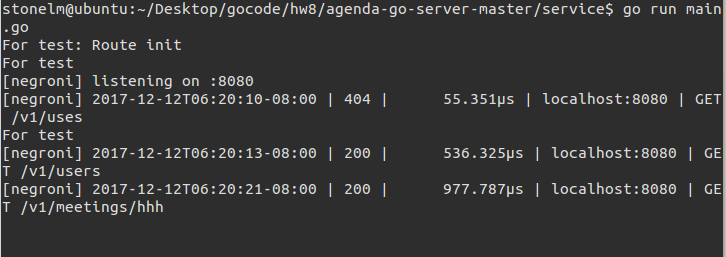 stonelm@ubuntu:~/Desktop/gocode/hw8/agenda-go-server-master/service$ go run main
.go
For test: Route init
For test
[negroni] listening on :8080
[negroni] 2017-12-12T06:20:10-08:00 | 404 |      55.351µs | localhost:8080 | GET
 /v1/uses
For test
[negroni] 2017-12-12T06:20:13-08:00 | 200 |      536.325µs | localhost:8080 | GE
T /v1/users
[negroni] 2017-12-12T06:20:21-08:00 | 200 |      977.787µs | localhost:8080 | GE
T /v1/meetings/hhh